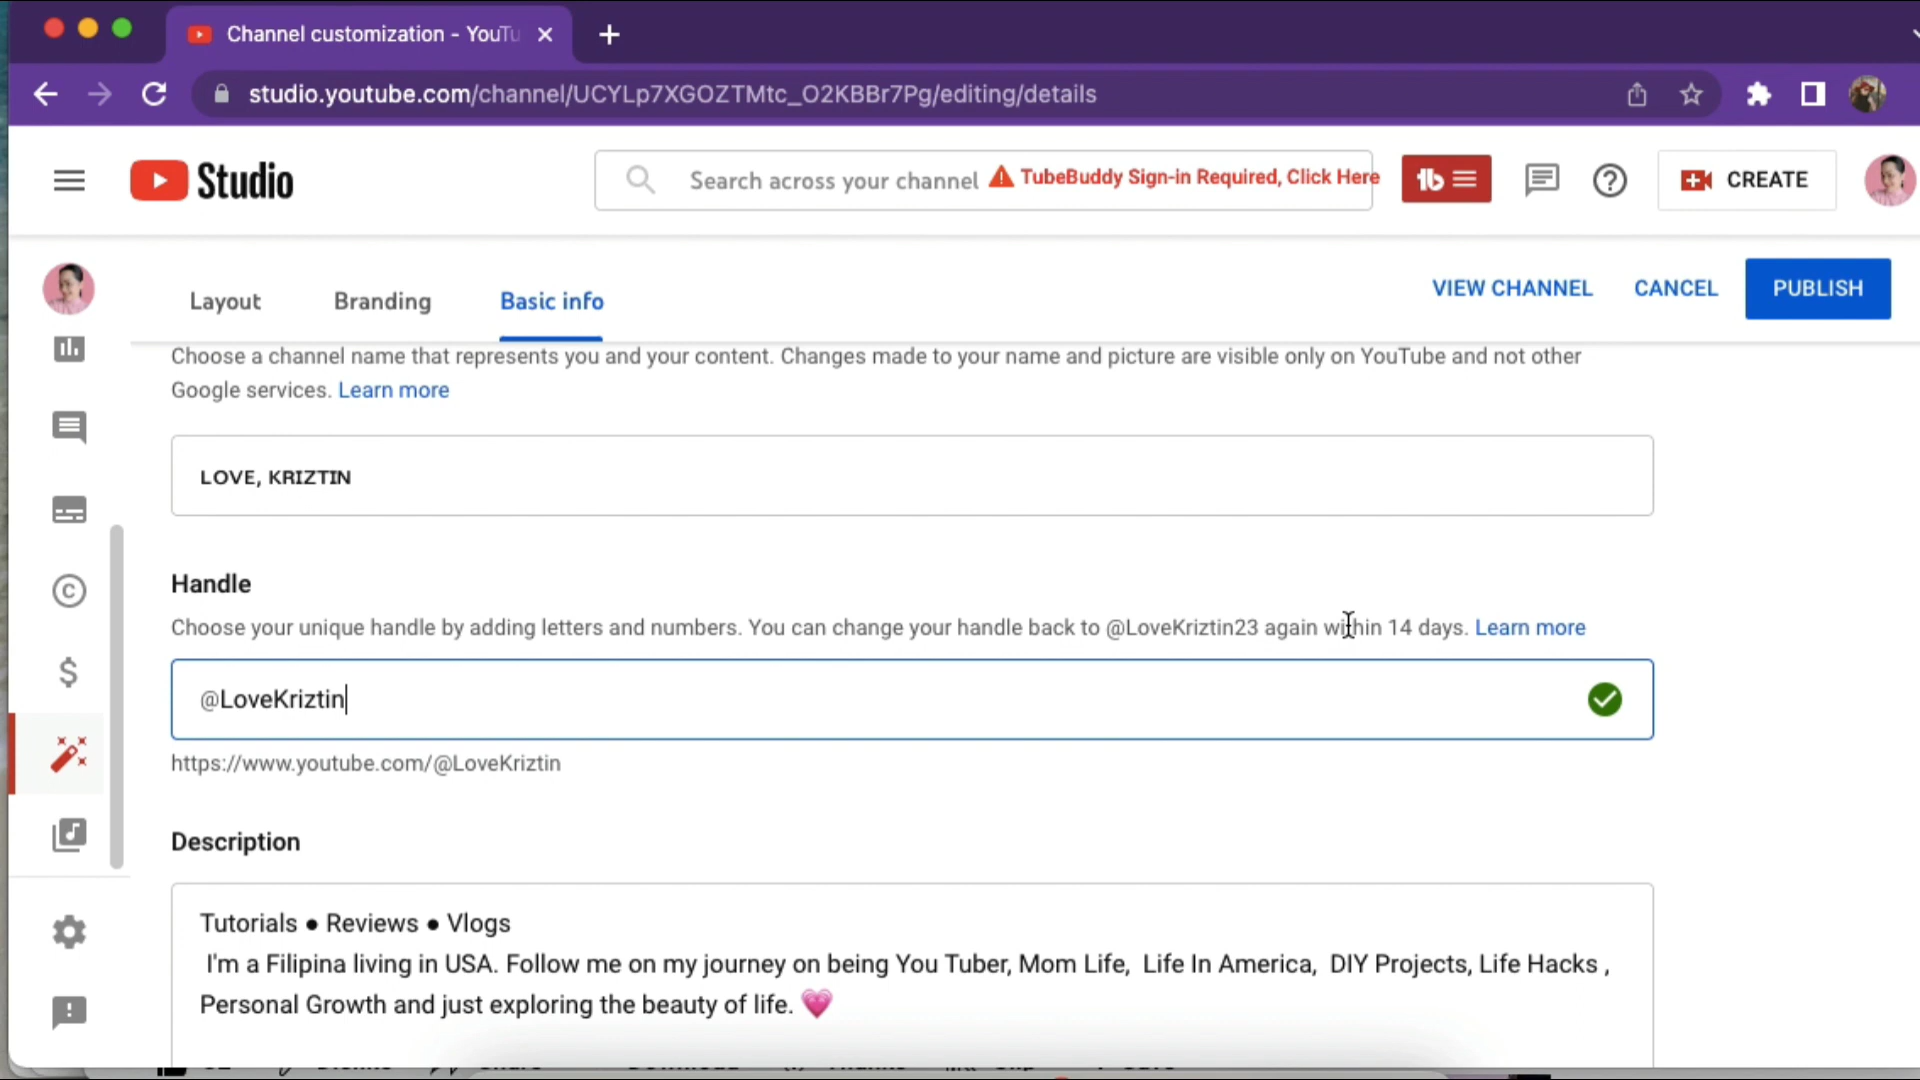 Channel customization - YouTu
studio.youtube.com/channel/UCYLp7XGOZTMtc_O2KBBr7Pg/editing/details
Studio
Search across your channel
TubeBuddy Sign-in Required, Click Here
CREATE
Layout
Branding
Basic info
VIEW CHANNEL
CANCEL
PUBLISH
Choose a channel name that represents you and your content. Changes made to your name and picture are visible only on YouTube and not other
Google services. Learn more
LOVE, KRIZTIN
Handle
Choose your unique handle by adding letters and numbers. You can change your handle back to @LoveKriztin23 again within 14 days. Learn more
@LoveKriztin
https://www.youtube.com/@LoveKriztin
Description
Tutorials ● Reviews ● Vlogs
I'm a Filipina living in USA. Follow me on my journey on being You Tuber, Mom Life, Life In America, DIY Projects, Life Hacks ,
Personal Growth and just exploring the beauty of life. 💗